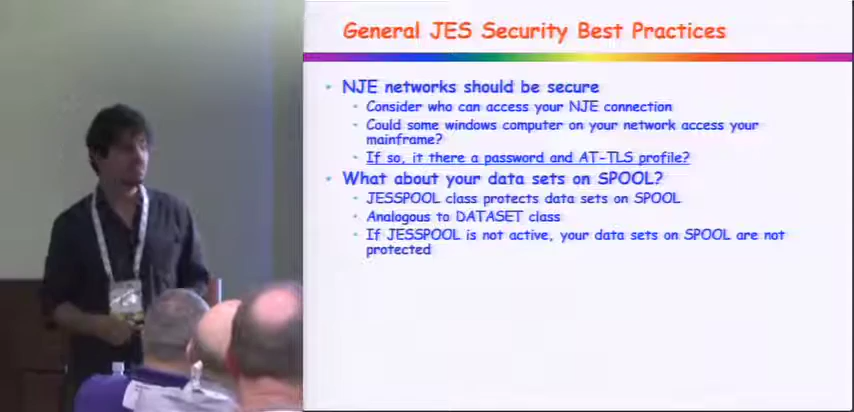 General JES Security Best Practices
NJE networks should be secure
Consider who can access your NJE connection
Could some windows computer on your network access your
mainframe?
If so, it there a password and AT-TLS profile?
What about your data sets on SPOOL?
JESSPOOL class protects data sets on SPOOL
Analogous to DATASET class
If JESSPOOL is not active, your data sets on SPOOL are not
protected